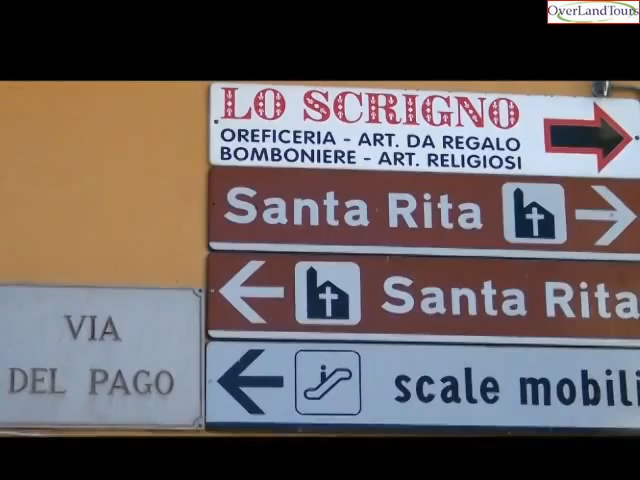 OverLandTours
LO SCRIGNO
OREFICERIA - ART. DA REGALO
BOMBONIERE - ART. RELIGIOSI
Santa Rita
Santa Rita
VIA
DEL PAGO
scale mobili